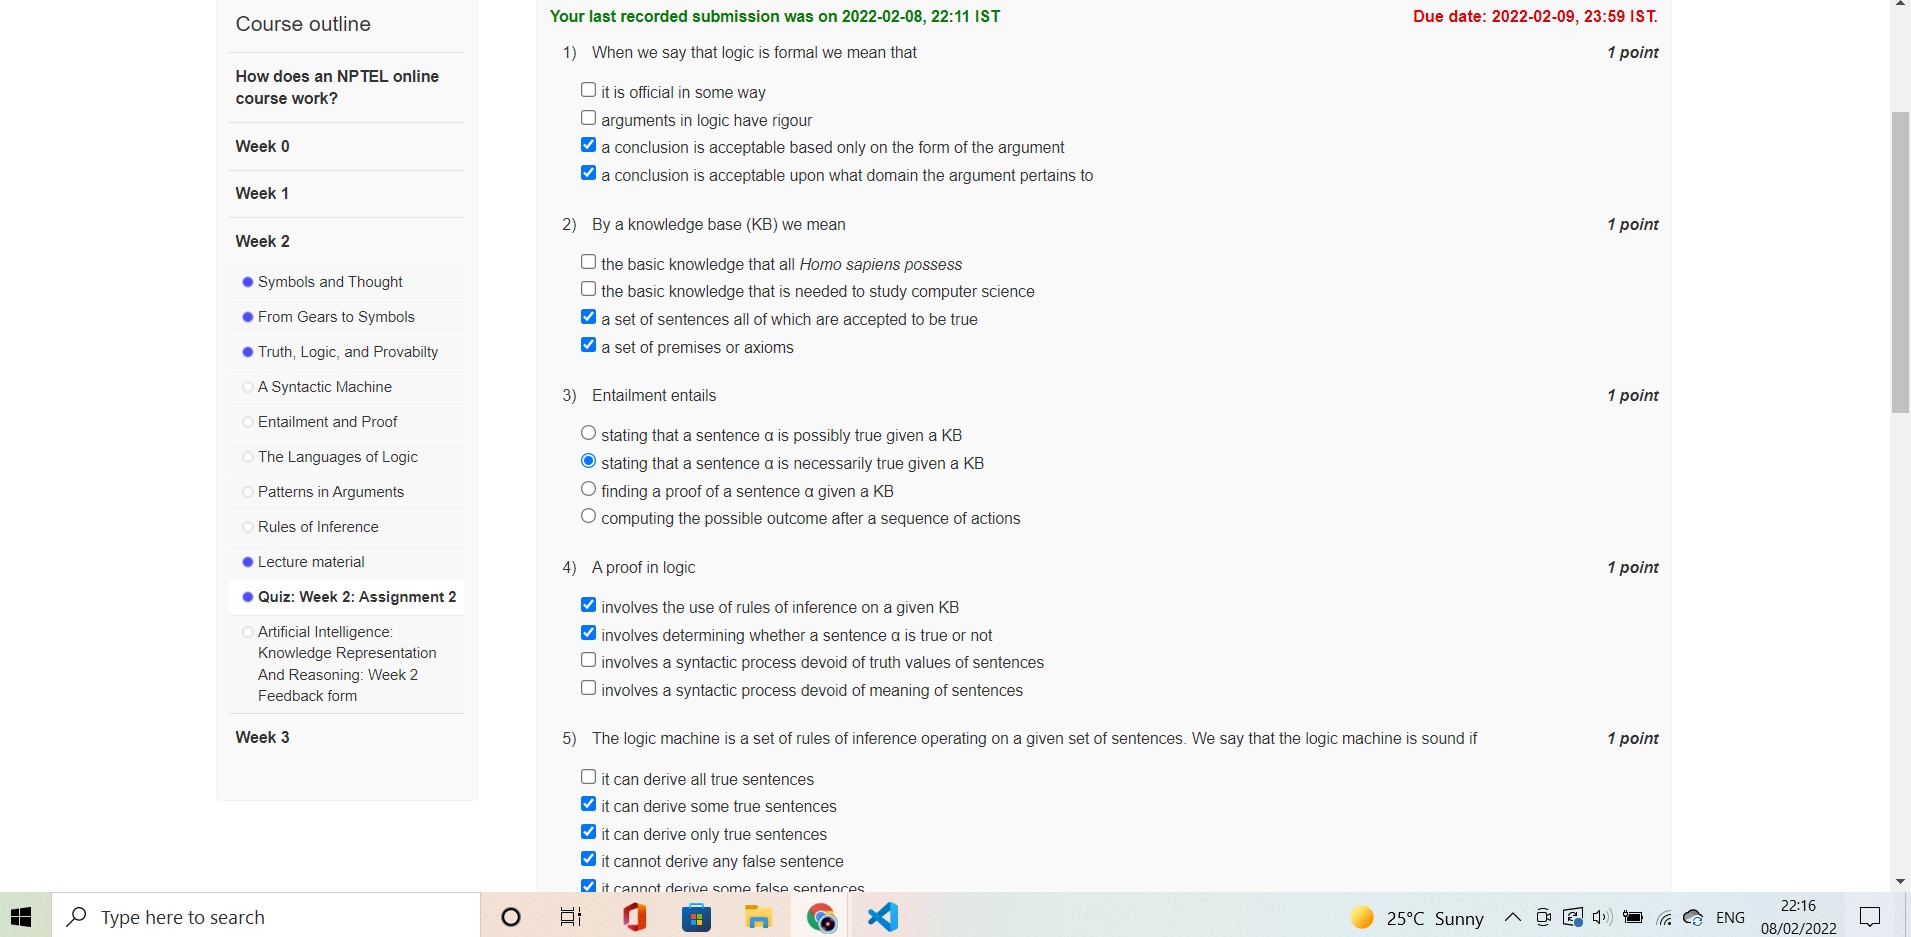 Course outline
How does an NPTEL online
course work?
Week 0
Week 1
Week 2
Symbols and Thought
From Gears to Symbols
Truth, Logic, and Provabilty
A Syntactic Machine
Entailment and Proof
The Languages of Logic
Patterns in Arguments
Rules of Inference
Lecture material
Quiz: Week 2: Assignment 2
Artificial Intelligence:
Knowledge Representation
And Reasoning: Week 2
Feedback form
Week 3
Your last recorded submission was on 2022-02-08, 22:11 IST
Due date: 2022-02-09, 23:59 IST.
1) When we say that logic is formal we mean that 1 point
it is official in some way
arguments in logic have rigour
a conclusion is acceptable based only on the form of the argument
a conclusion is acceptable upon what domain the argument pertains to
2) By a knowledge base (KB) we mean 1 point
the basic knowledge that all Homo sapiens possess
the basic knowledge that is needed to study computer science
a set of sentences all of which are accepted to be true
a set of premises or axioms
3) Entailment entails 1 point
stating that a sentence α is possibly true given a KB
stating that a sentence α is necessarily true given a KB
finding a proof of a sentence α given a KB
computing the possible outcome after a sequence of actions
4) A proof in logic 1 point
involves the use of rules of inference on a given KB
involves determining whether a sentence α is true or not
involves a syntactic process devoid of truth values of sentences
involves a syntactic process devoid of meaning of sentences
5) The logic machine is a set of rules of inference operating on a given set of sentences. We say that the logic machine is sound if 1 point
it can derive all true sentences
it can derive some true sentences
it can derive only true sentences
it cannot derive any false sentence
it cannot derive some false sentences
Type here to search
25°C Sunny
ENG
22:16
08/02/2022